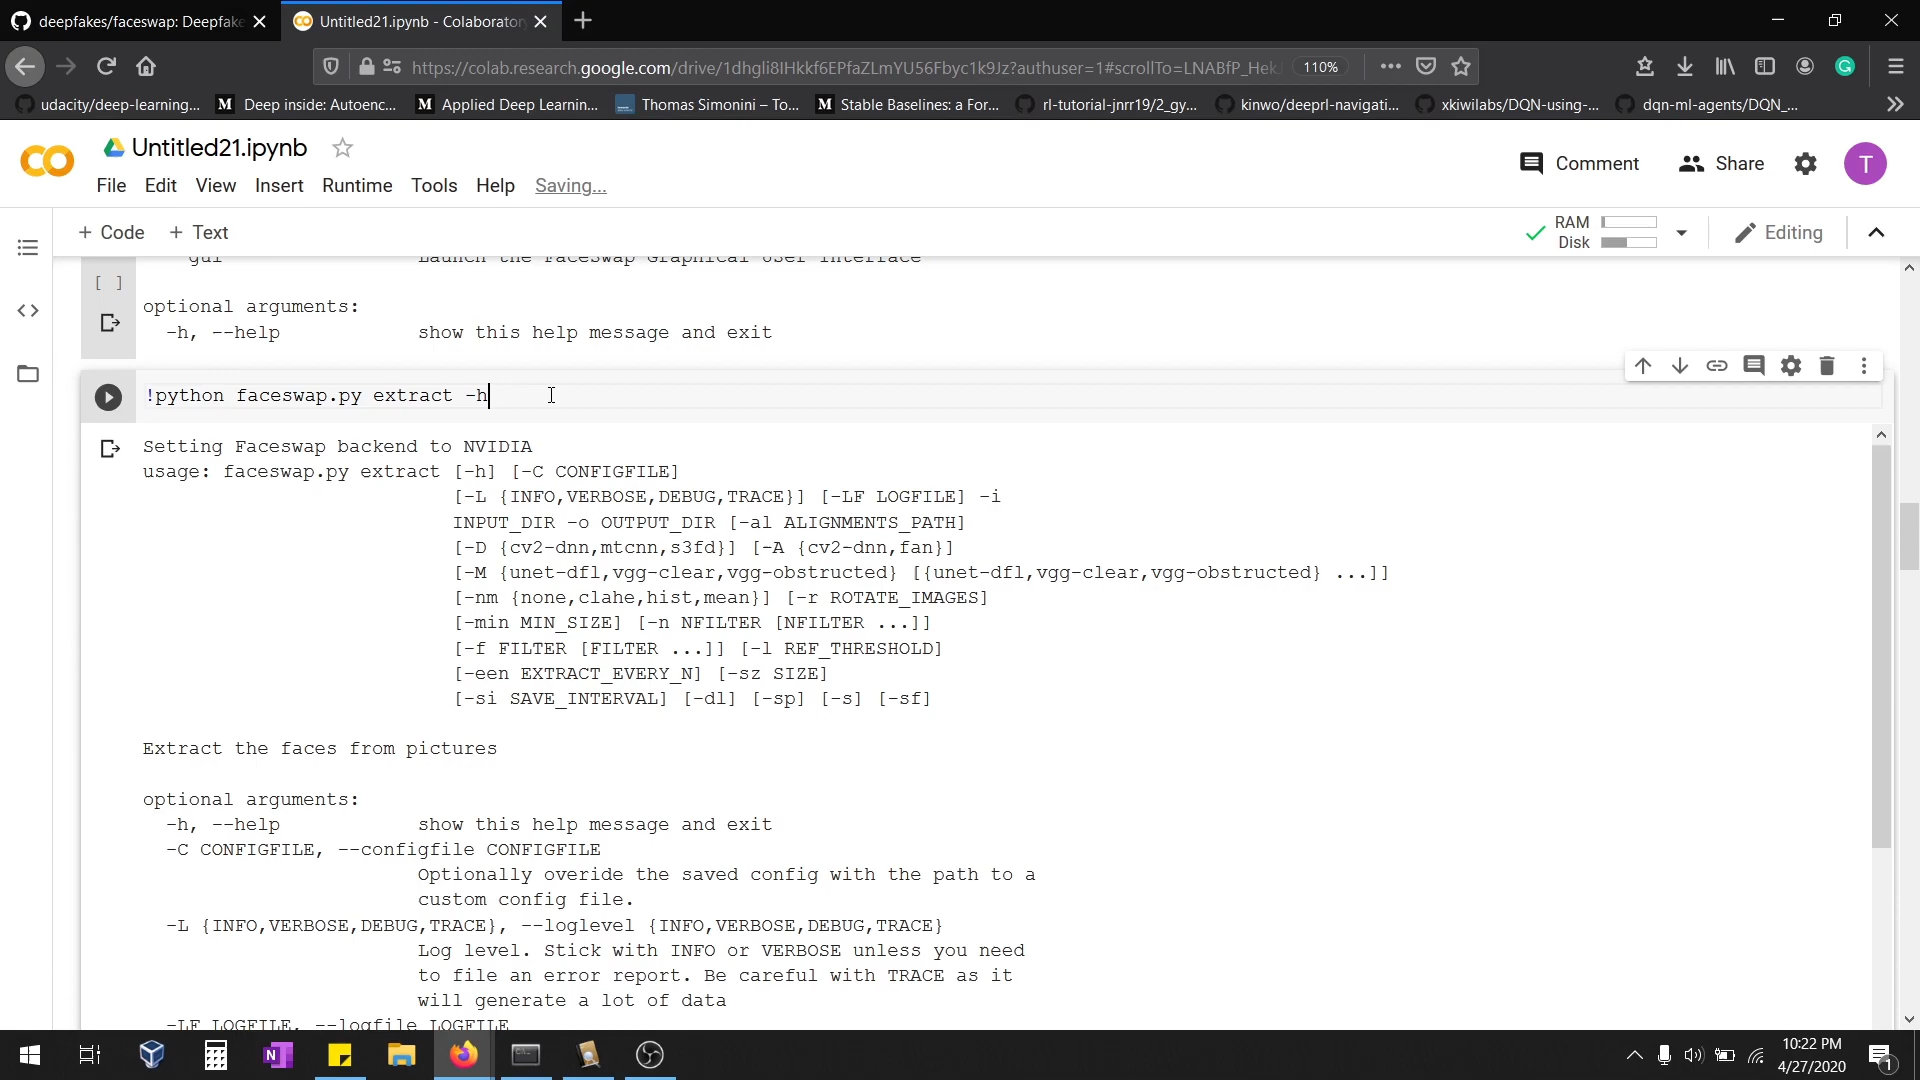 deepfakes/faceswap: Deepfake
Untitled21.ipynb - Colaboratory
https://colab.research.google.com/drive/1dhgli8IHkkf6EPfaZLmYU56Fbyc1k9Jz?authuser=1#scrollTo=LNABfP_Hek
110%
udacity/deep-learning...
M Deep inside: Autoenc...
M Applied Deep Learnin...
Thomas Simonini – To...
M Stable Baselines: a For...
rl-tutorial-jnrr19/2_gy...
kinwo/deeprl-navigati...
xkiwilabs/DQN-using-...
dqn-ml-agents/DQN_...
Untitled21.ipynb
Comment
Share
T
File Edit View Insert Runtime Tools Help Saving...
+ Code + Text
RAM
Disk
Editing
gui Launch the Faceswap Graphical User Interface
[ ]
optional arguments:
-h, --help show this help message and exit
!python faceswap.py extract -h
Setting Faceswap backend to NVIDIA
usage: faceswap.py extract [-h] [-C CONFIGFILE]
[-L {INFO,VERBOSE,DEBUG,TRACE}] [-LF LOGFILE] -i
INPUT_DIR -o OUTPUT_DIR [-al ALIGNMENTS_PATH]
[-D {cv2-dnn,mtcnn,s3fd}] [-A {cv2-dnn,fan}]
[-M {unet-dfl,vgg-clear,vgg-obstructed} [{unet-dfl,vgg-clear,vgg-obstructed} ...]]
[-nm {none,clahe,hist,mean}] [-r ROTATE_IMAGES]
[-min MIN_SIZE] [-n NFILTER [NFILTER ...]]
[-f FILTER [FILTER ...]] [-l REF_THRESHOLD]
[-een EXTRACT_EVERY_N] [-sz SIZE]
[-si SAVE_INTERVAL] [-dl] [-sp] [-s] [-sf]
Extract the faces from pictures
optional arguments:
-h, --help show this help message and exit
-C CONFIGFILE, --configfile CONFIGFILE
Optionally overide the saved config with the path to a
custom config file.
-L {INFO,VERBOSE,DEBUG,TRACE}, --loglevel {INFO,VERBOSE,DEBUG,TRACE}
Log level. Stick with INFO or VERBOSE unless you need
to file an error report. Be careful with TRACE as it
will generate a lot of data
-LF LOGFILE, --logfile LOGFILE
10:22 PM
4/27/2020
1